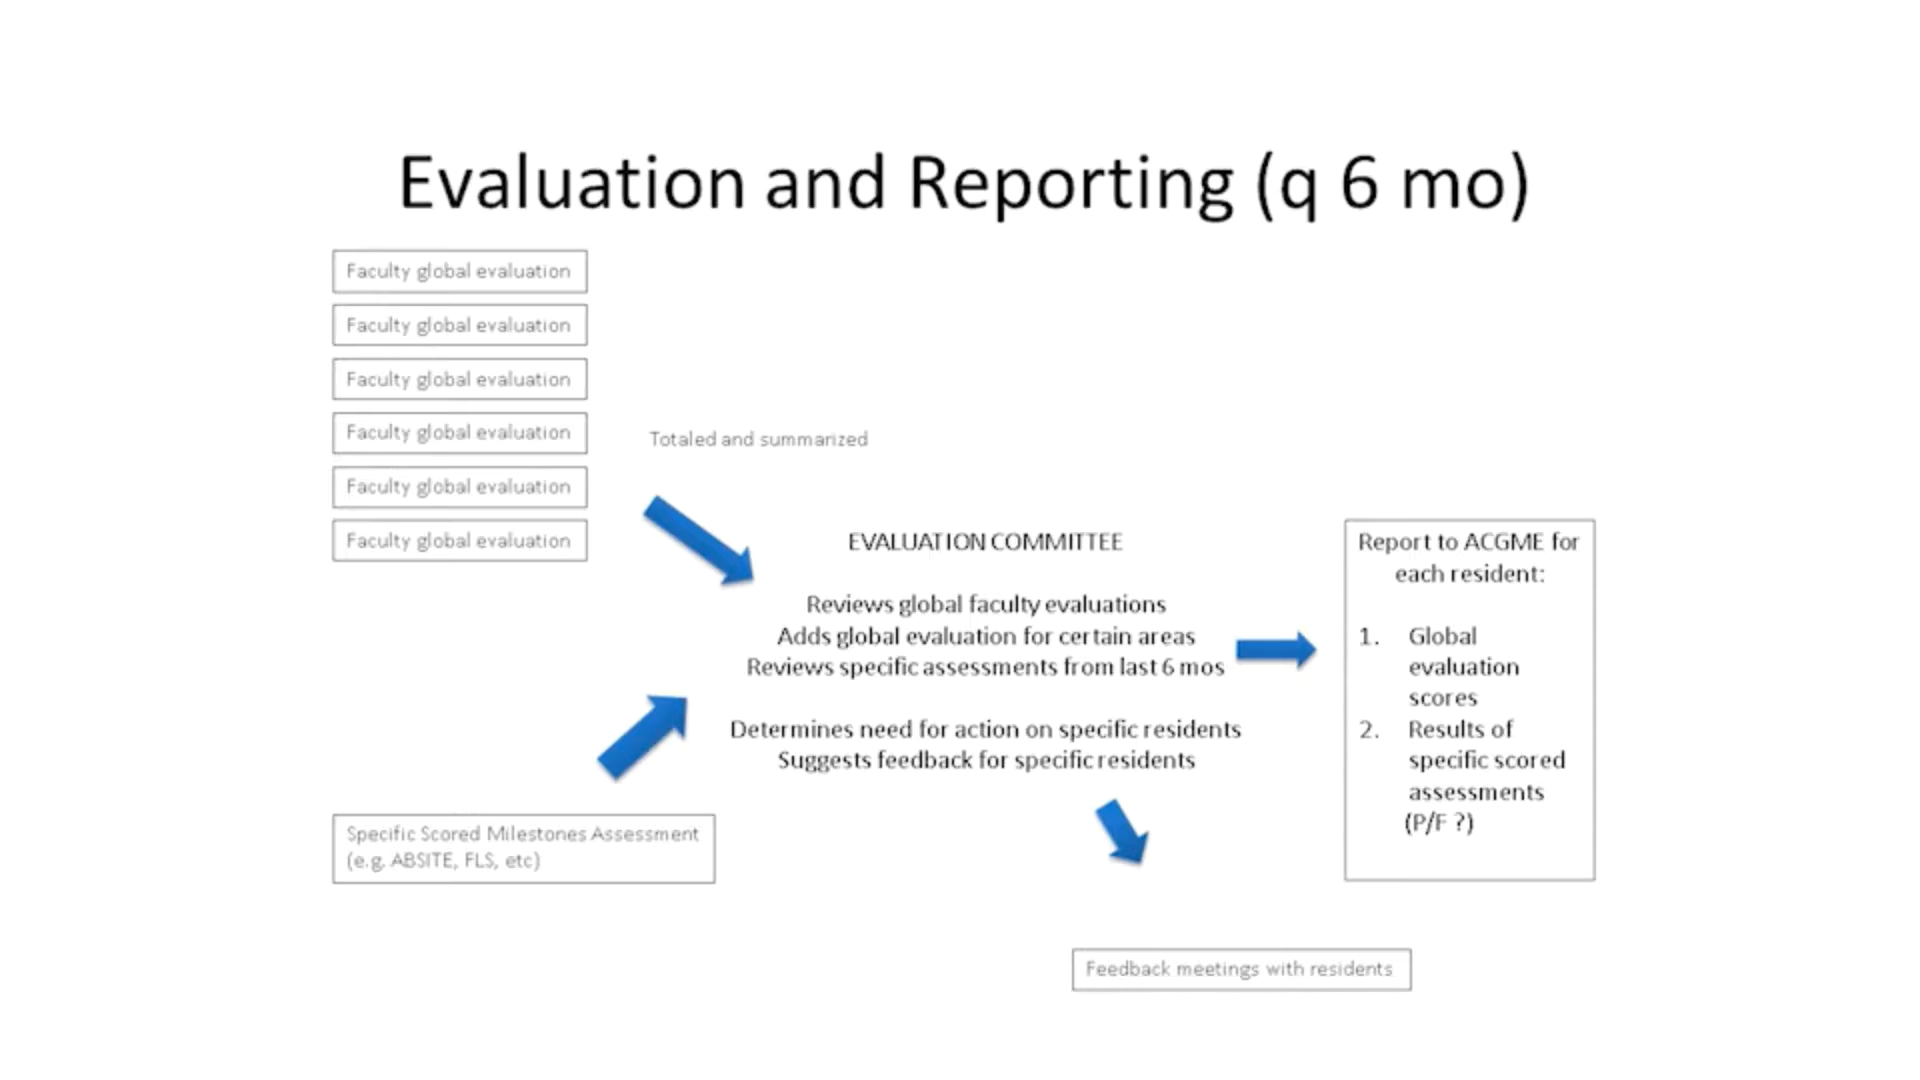 Evaluation and Reporting (q 6 mo)
Faculty global evaluation
Faculty global evaluation
Faculty global evaluation
Faculty global evaluation
Faculty global evaluation
Faculty global evaluation
Totaled and summarized
EVALUATION COMMITTEE
Reviews global faculty evaluations
Adds global evaluation for certain areas
Reviews specific assessments from last 6 mos
Determines need for action on specific residents
Suggests feedback for specific residents
Specific Scored Milestones Assessment
(e.g. ABSITE, FLS, etc)
Report to ACGME for
each resident:
1. Global
evaluation
scores
2. Results of
specific scored
assessments
(P/F ?)
Feedback meetings with residents